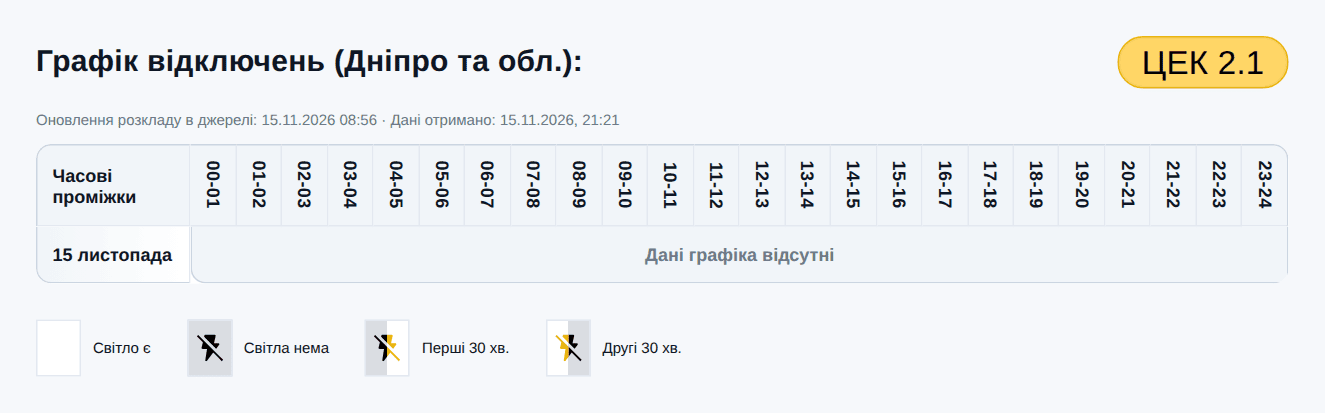 Графік відключень (Дніпро та обл.):
ЦЕК 2.1
Оновлення розкладу в джерелі: 15.11.2026 08:56 · Дані отримано: 15.11.2026, 21:21
Часові
проміжки
00-01
01-02
02-03
03-04
04-05
05-06
06-07
07-08
08-09
09-10
10-11
11-12
12-13
13-14
14-15
15-16
16-17
17-18
18-19
19-20
20-21
21-22
22-23
23-24
15 листопада
Дані графіка відсутні
Світло є
Світла нема
Перші 30 хв.
Другі 30 хв.